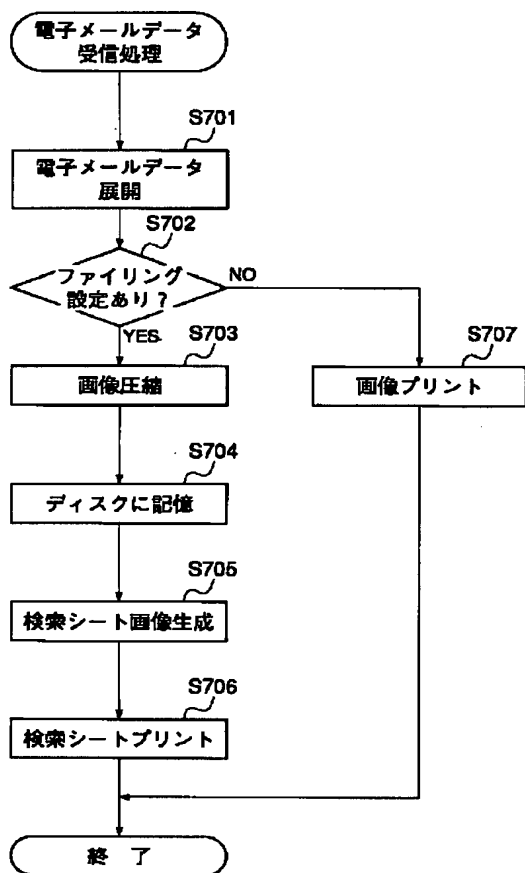 電子メールデータ
受信処理
S701
電子メールデータ
展開
S702
ファイリング
設定あり？
NO
YES
S703
画像圧縮
S707
画像プリント
S704
ディスクに記憶
S705
検索シート画像生成
S706
検索シートプリント
終 了